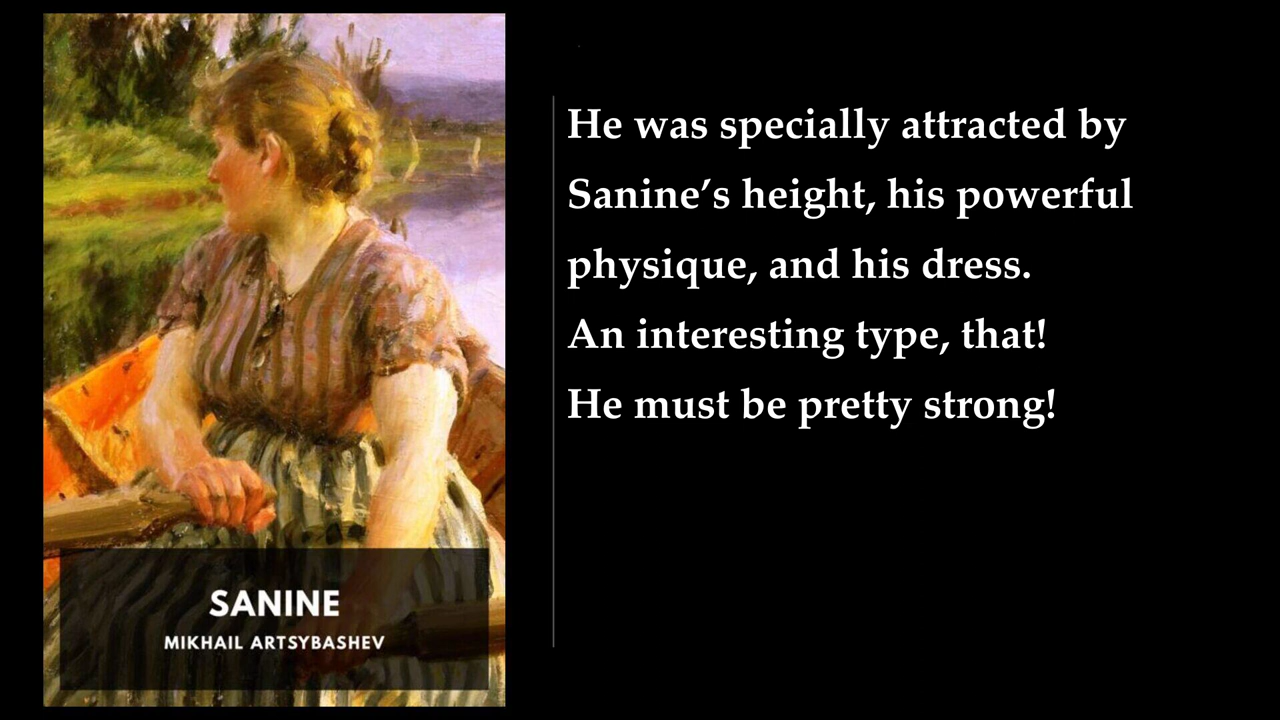 He was specially attracted by
Sanine’s height, his powerful
physique, and his dress.
An interesting type, that!
He must be pretty strong!
SANINE
MIKHAIL ARTSYBASHEV